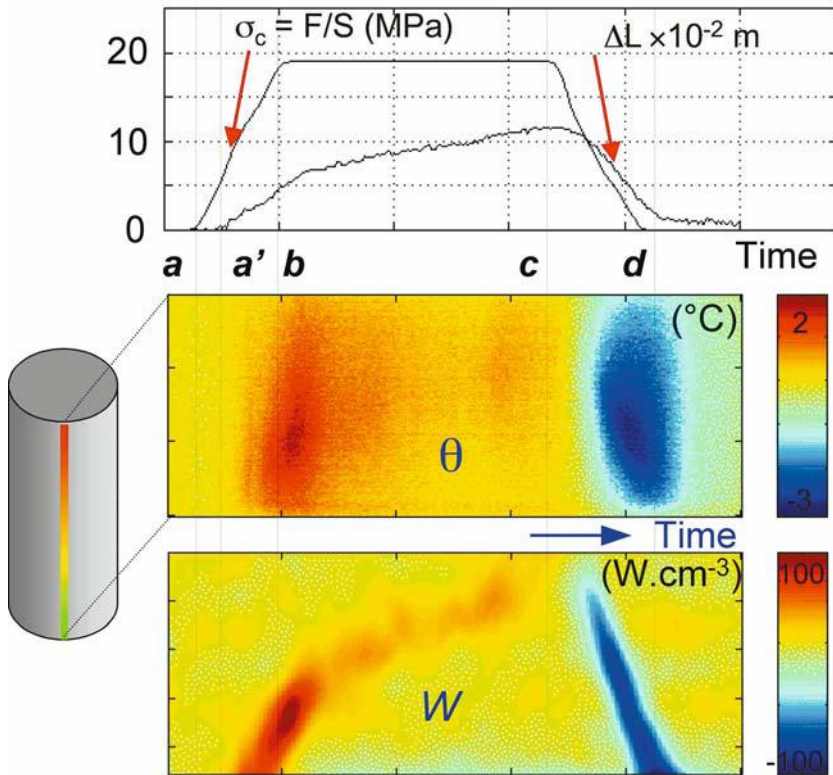 σc = F/S (MPa)
ΔL ×10-2 m
20
10
0
Time
a
a’
b
c
d
(°C)
2
θ
-3
Time
(W.cm-3)
100
W
-100